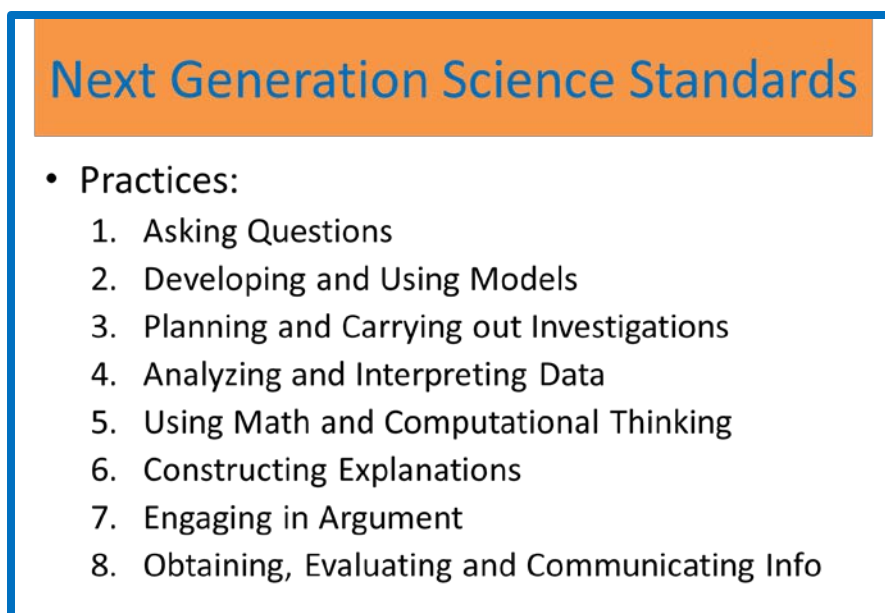 Next Generation Science Standards
• Practices:
1. Asking Questions
2. Developing and Using Models
3. Planning and Carrying out Investigations
4. Analyzing and Interpreting Data
5. Using Math and Computational Thinking
6. Constructing Explanations
7. Engaging in Argument
8. Obtaining, Evaluating and Communicating Info